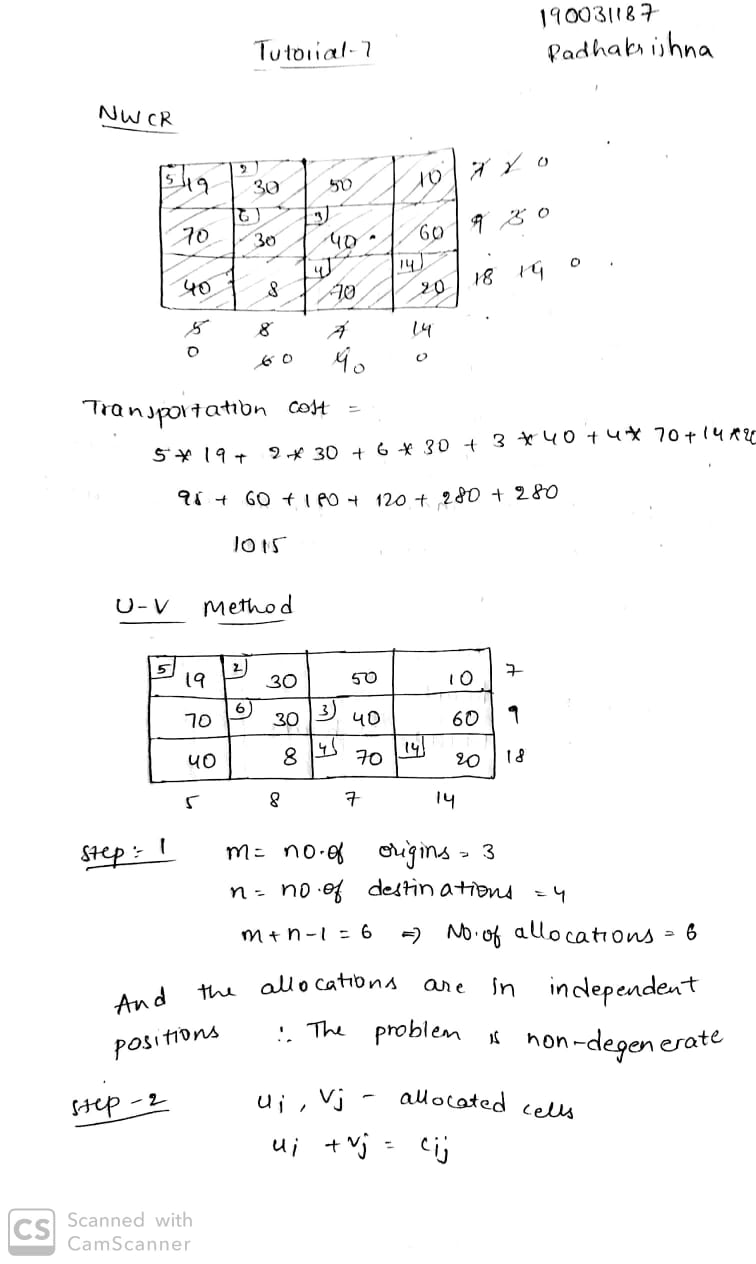 190031187
Tutorial-7
Radhakrishna
NWCR
5 19 2 30 50 10 7 2 0
70 6 30 3 40 60 9 3 0
40 8 4 70 14 20 18 14 0
5 8 7 14
0 6 0 4 0 0
Transportation cost =
5*19+ 2*30 + 6*30 + 3*40+4*70+14*20
95 + 60 +180+ 120+ 280 + 280
1015
U-V Method
5 19 2 30 50 10 7
70 6 30 3 40 60 9
40 8 4 70 14 20 18
5 8 7 14
step:- 1 m= no.of origins = 3
n= no.of destinations = 4
m+n-1 = 6 => No.of allocations = 6
And the allocations are in independent
positions ∴ The problem is non-degenerate
step-2 ui, vj - allocated cells
ui + vj = cij
CS Scanned with
CamScanner